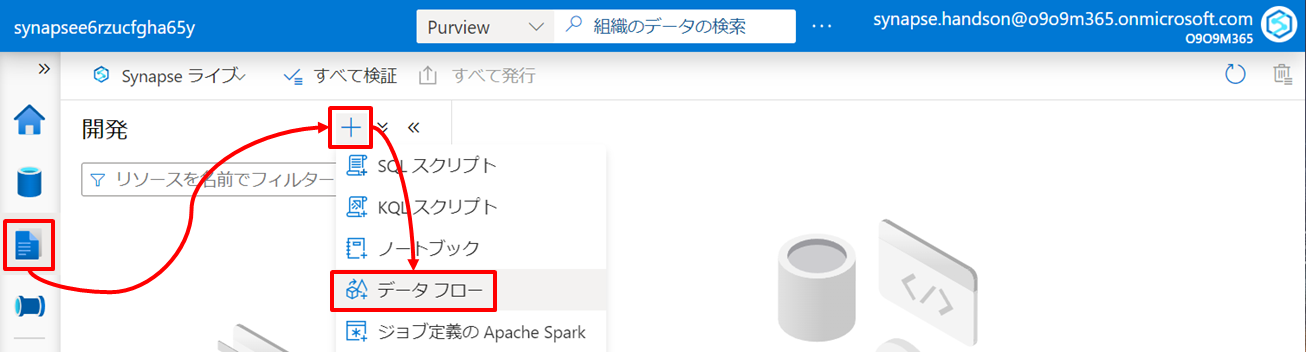 synapsee6rzucfgha65y
Purview
組織のデータの検索
synapse.handson@o9o9m365.onmicrosoft.com
O9O9M365
Synapse ライブ
すべて検証
すべて発行
開発
リソースを名前でフィルター
SQL スクリプト
KQL スクリプト
ノートブック
データ フロー
ジョブ定義の Apache Spark